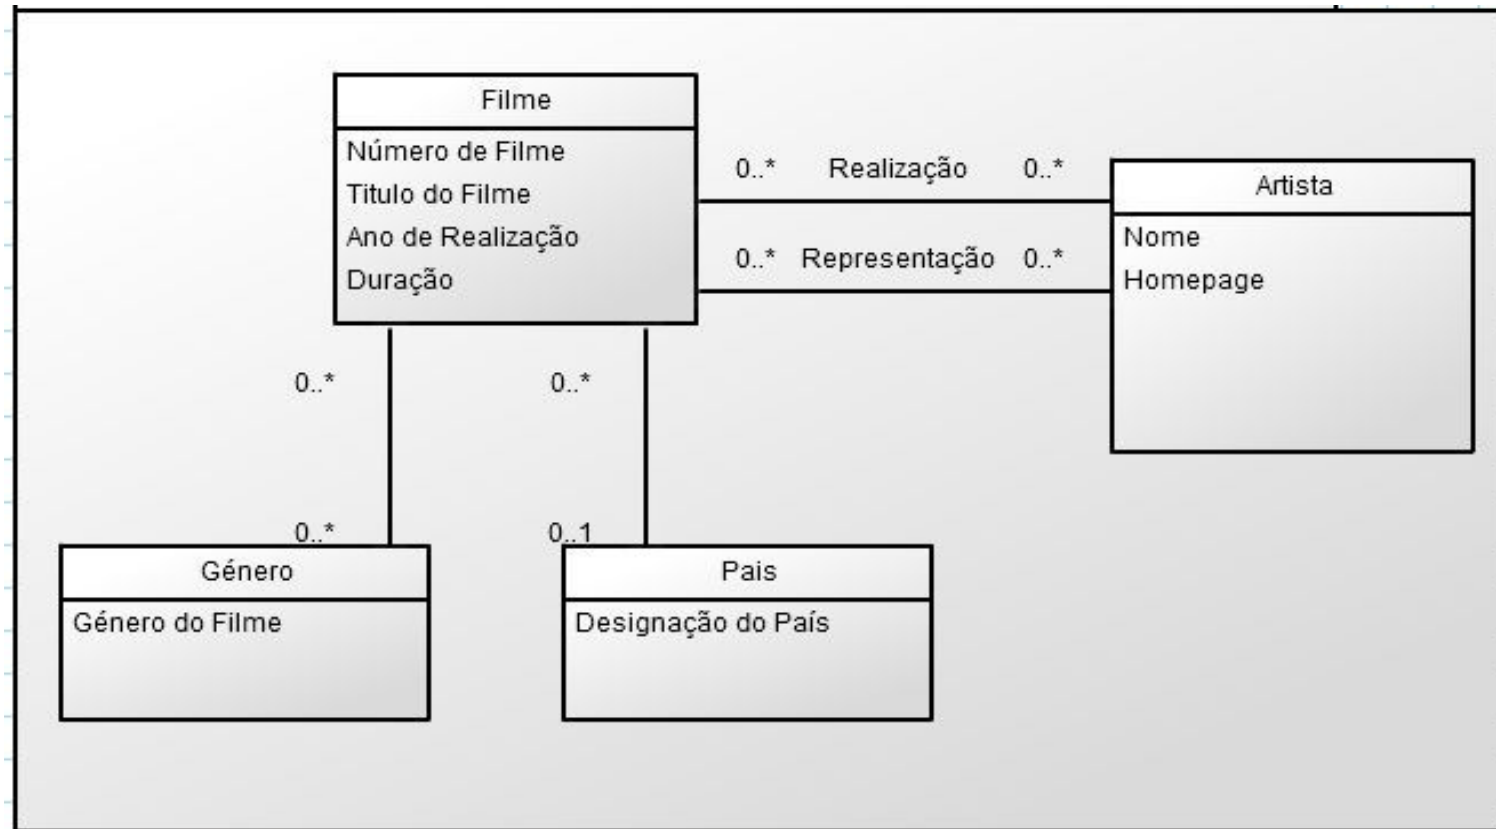 Filme
Número de Filme
Titulo do Filme
Ano de Realização
Duração
0..* Realização 0..*
0..* Representação 0..*
Artista
Nome
Homepage
0..* 0..*
0..* 0..1
Género
Género do Filme
Pais
Designação do País